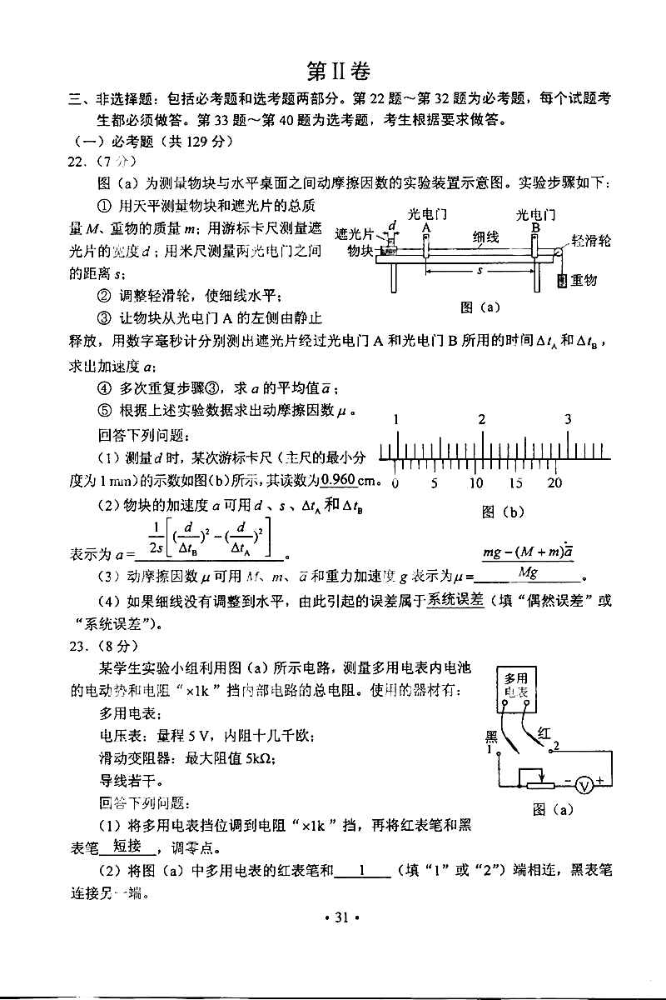 第Ⅱ卷
三、非选择题：包括必考题和选考题两部分。第 22 题～第 32 题为必考题，每个试题考
生都必须做答。第 33 题～第 40 题为选考题，考生根据要求做答。
（一）必考题（共 129 分）
22.（7 分）
图（a）为测量物块与水平桌面之间动摩擦因数的实验装置示意图。实验步骤如下：
① 用天平测量物块和遮光片的总质
量 M、重物的质量 m；用游标卡尺测量遮
光片的宽度 d；用米尺测量两光电门之间
的距离 s；
② 调整轻滑轮，使细线水平；
③ 让物块从光电门 A 的左侧由静止
光电门
A
光电门
B
遮光片
d
细线
轻滑轮
物块
s
重物
图（a）
释放，用数字毫秒计分别测出遮光片经过光电门 A 和光电门 B 所用的时间 Δt_A 和 Δt_B，
求出加速度 a；
④ 多次重复步骤③，求 a 的平均值 a̅；
⑤ 根据上述实验数据求出动摩擦因数 μ。
回答下列问题：
（1）测量 d 时，某次游标卡尺（主尺的最小分
度为 1 mm）的示数如图(b)所示，其读数为0.960cm。
1 2 3
0 5 10 15 20
图（b）
（2）物块的加速度 a 可用 d、s、Δt_A 和 Δt_B
表示为 a=1/2s[(d/Δt_B)²-(d/Δt_A)²]。
（3）动摩擦因数 μ 可用 M、m、a̅ 和重力加速度 g 表示为 μ=mg-(M+m)a̅/Mg。
（4）如果细线没有调整到水平，由此引起的误差属于系统误差（填“偶然误差”或
“系统误差”）。
23.（8 分）
某学生实验小组利用图（a）所示电路，测量多用电表内电池
的电动势和电阻“×1k”挡内部电路的总电阻。使用的器材有：
多用电表；
电压表：量程 5 V，内阻十几千欧；
滑动变阻器：最大阻值 5kΩ；
导线若干。
回答下列问题：
（1）将多用电表挡位调到电阻“×1k”挡，再将红表笔和黑
表笔 短接 ，调零点。
多用
电表
黑
红
1
2
- V +
图（a）
（2）将图（a）中多用电表的红表笔和 1 （填“1”或“2”）端相连，黑表笔
连接另一端。
·31·